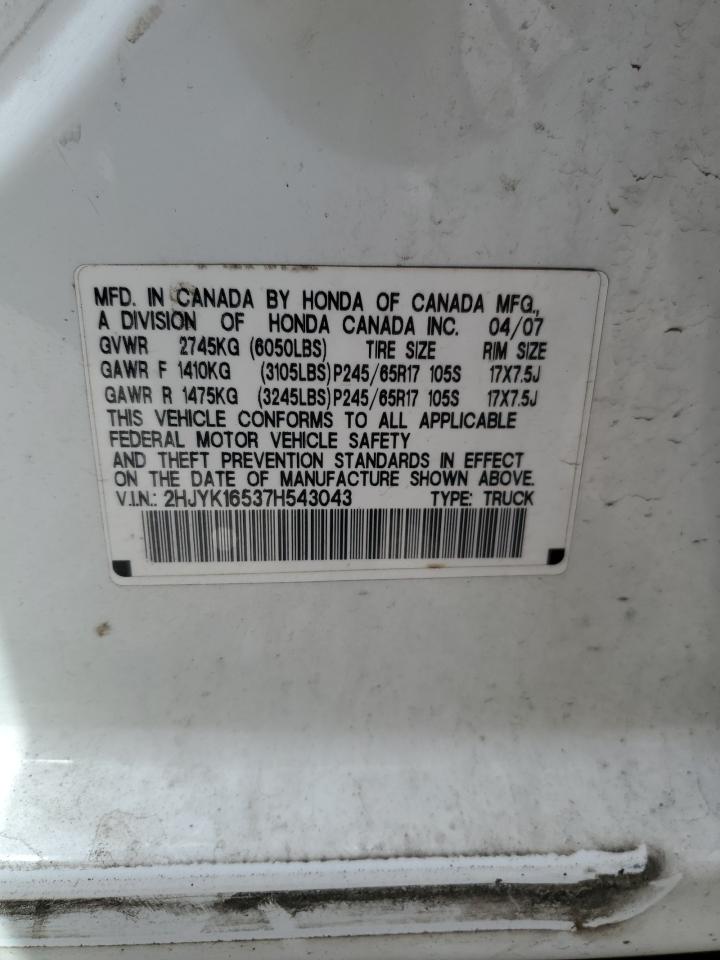 MFD. IN CANADA BY HONDA OF CANADA MFG.,
A DIVISION OF HONDA CANADA INC. 04/07
GVWR 2745KG (6050LBS) TIRE SIZE RIM SIZE
GAWR F 1410KG (3105LBS) P245/65R17 105S 17X7.5J
GAWR R 1475KG (3245LBS) P245/65R17 105S 17X7.5J
THIS VEHICLE CONFORMS TO ALL APPLICABLE
FEDERAL MOTOR VEHICLE SAFETY
AND THEFT PREVENTION STANDARDS IN EFFECT
ON THE DATE OF MANUFACTURE SHOWN ABOVE.
V.I.N.: 2HJYK16537H543043 TYPE: TRUCK